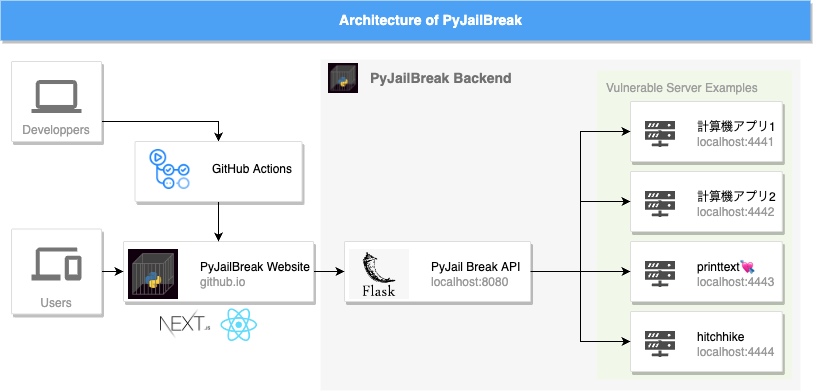 Architecture of PyJailBreak
PyJailBreak Backend
Vulnerable Server Examples
Developpers
GitHub Actions
Users
PyJailBreak Website
github.io
NEXT.JS
Flask
PyJail Break API
localhost:8080
計算機アプリ1
localhost:4441
計算機アプリ2
localhost:4442
printtext💘
localhost:4443
hitchhike
localhost:4444